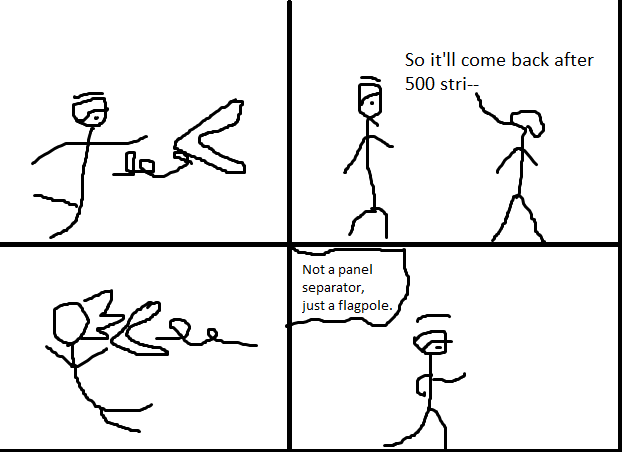 So it'll come back after
500 stri--
Not a panel
separator,
just a flagpole.